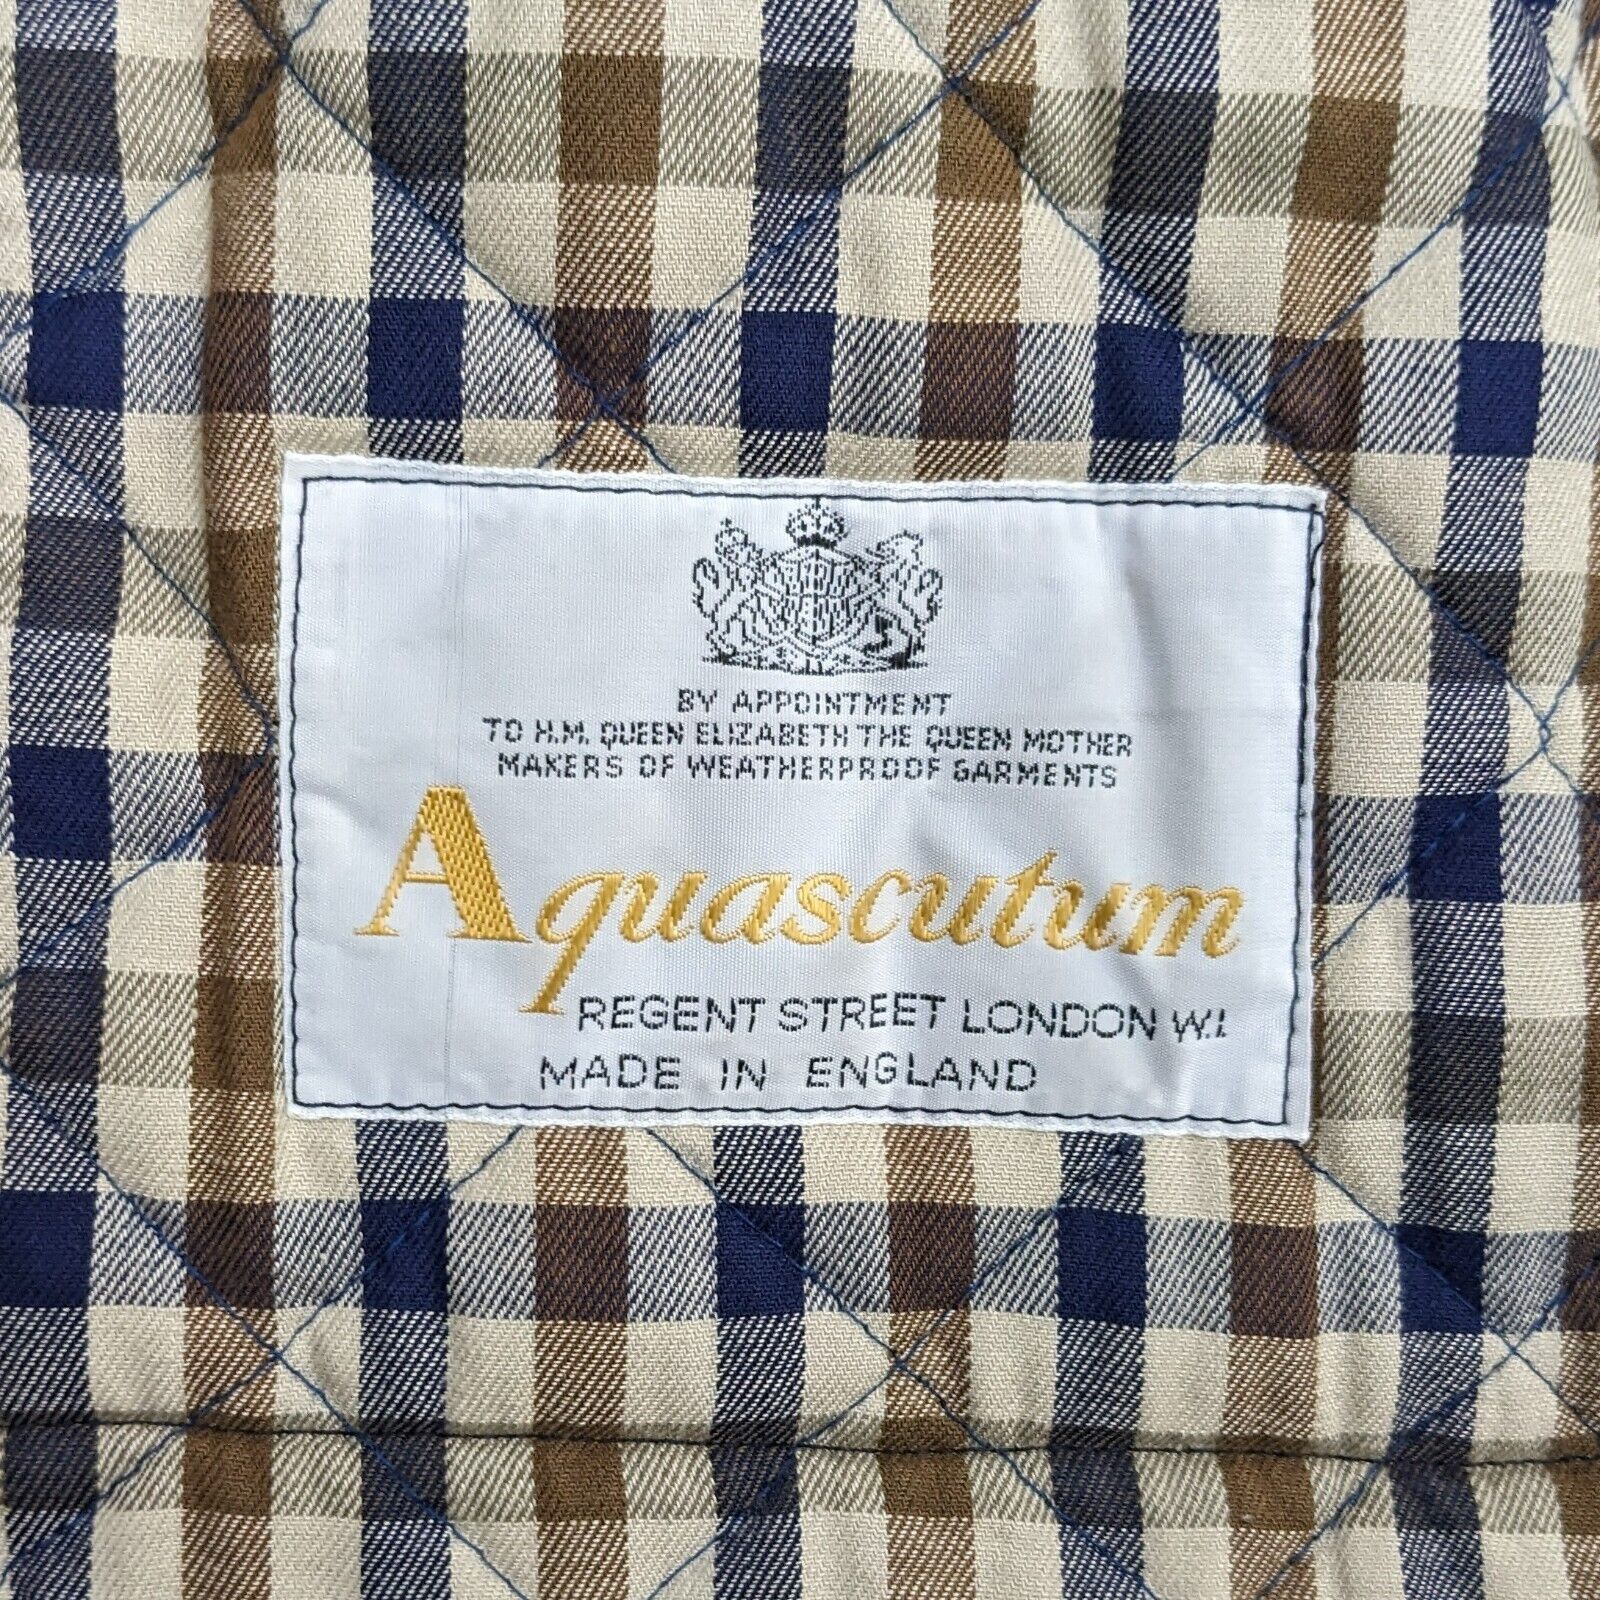 BY APPOINTMENT
TO H.M. QUEEN ELIZABETH THE QUEEN MOTHER
MAKERS OF WEATHERPROOF GARMENTS
Aquascutum
REGENT STREET LONDON W.1.
MADE IN ENGLAND